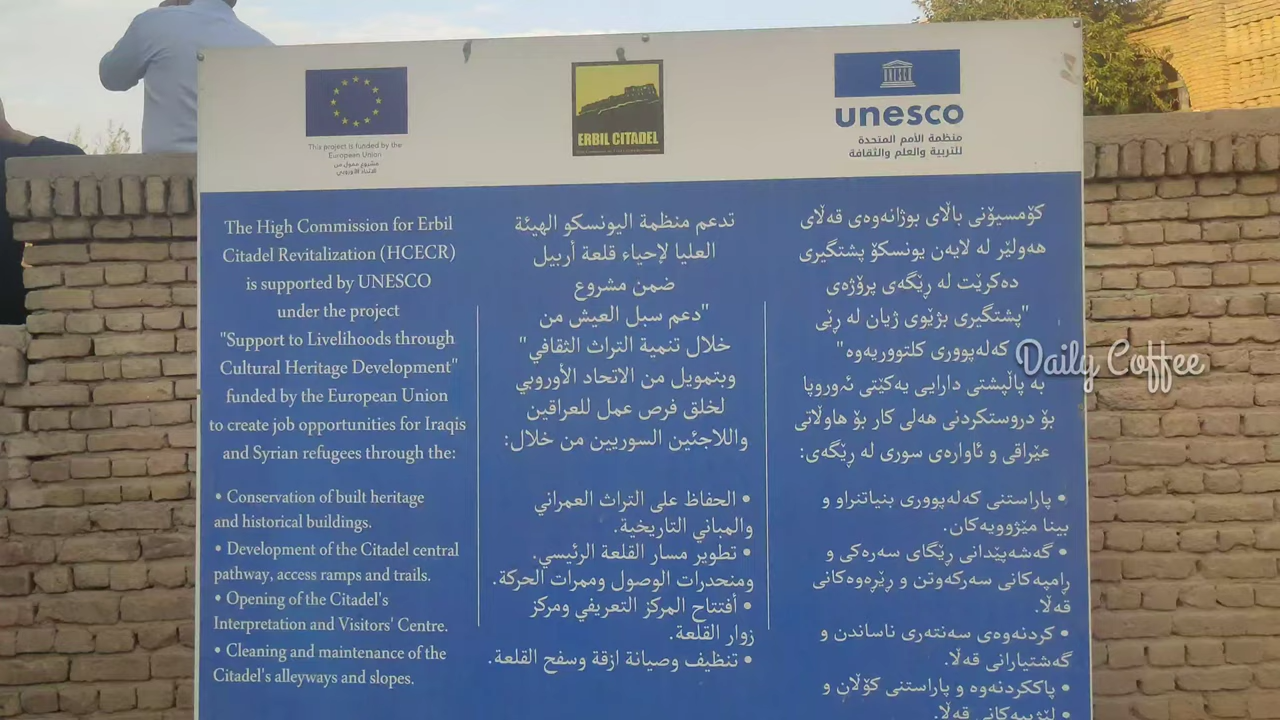 This project is funded by the
European Union
مشروع ممول من
الاتحاد الأوروبي
ERBIL CITADEL
unesco
منظمة الأمم المتحدة
للتربية والعلم والثقافة
The High Commission for Erbil
Citadel Revitalization (HCECR)
is supported by UNESCO
under the project
"Support to Livelihoods through
Cultural Heritage Development"
funded by the European Union
to create job opportunities for Iraqis
and Syrian refugees through the:
• Conservation of built heritage
and historical buildings.
• Development of the Citadel central
pathway, access ramps and trails.
• Opening of the Citadel's
Interpretation and Visitors' Centre.
• Cleaning and maintenance of the
Citadel's alleyways and slopes.
تدعم منظمة اليونسكو الهيئة
العليا لإحياء قلعة أربيل
ضمن مشروع
"دعم سبل العيش من
خلال تنمية التراث الثقافي"
وبتمويل من الاتحاد الأوروبي
لخلق فرص عمل للعراقين
واللاجئين السوريين من خلال:
• الحفاظ على التراث العمراني
والمباني التاريخية.
• تطوير مسار القلعة الرئيسي.
ومنحدرات الوصول وممرات الحركة.
• أفتتاح المركز التعريفي ومركز
زوار القلعة.
• تنظيف وصيانة ازقة وسفح القلعة.
كۆمسیۆنی باڵای بوژانەوەی قەڵای
هەولێر لە لایەن یونسکۆ پشتگیری
دەکرێت لە ڕێگەی پرۆژەی
"پشتگیری بژێوی ژیان لە ڕێی
کەلەپووری کلتووریەوە"
بە پاڵپشتی دارایی یەکێتی ئەوروپا
بۆ دروستکردنی هەلی کار بۆ هاوڵاتی
عێراقی و ئاوارەی سوری لە ڕێگەی:
• پاراستنی کەلەپووری بنیاتنراو و
بینا مێژوویەکان.
• گەشەپێدانی ڕێگای سەرەکی و
ڕامپەکانی سەرکەوتن و ڕێڕەوەکانی
قەڵا.
• کردنەوەی سەنتەری ناساندن و
گەشتیارانی قەڵا.
• پاککردنەوە و پاراستنی کۆڵان و
لێژییەکانی قەڵا.
Daily Coffee